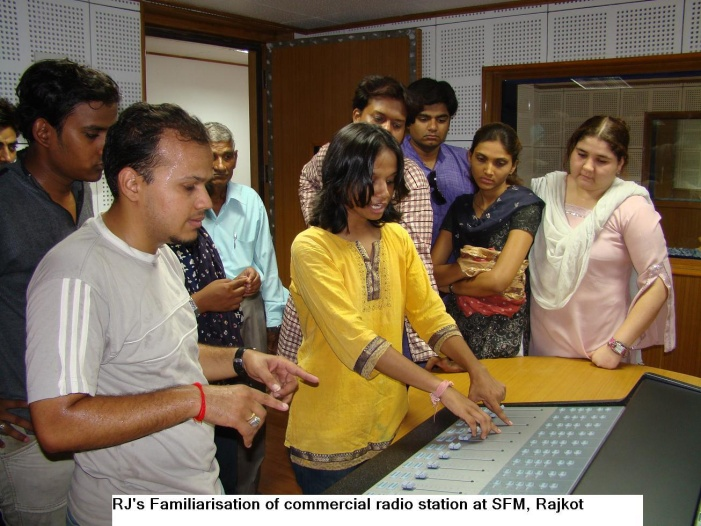 RJ's Familiarisation of commercial radio station at SFM, Rajkot